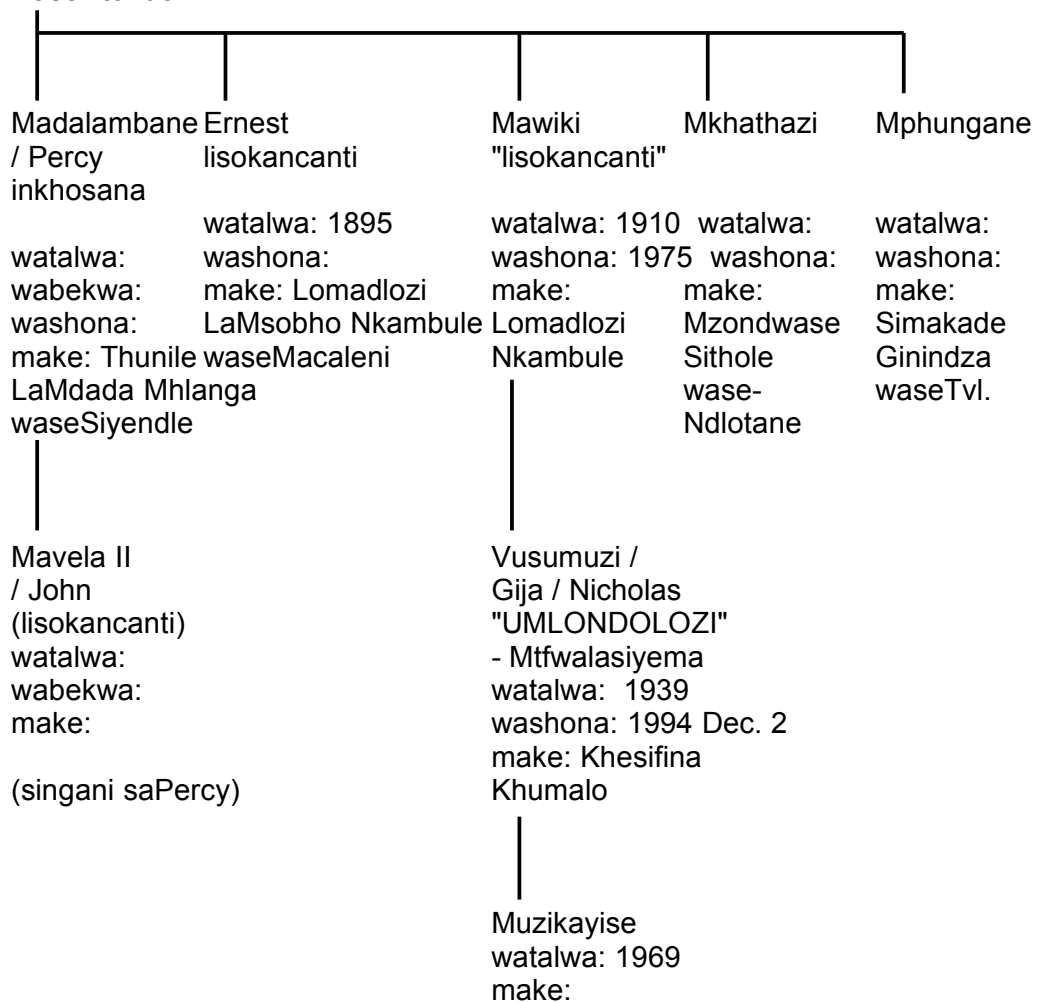 Madalambane
/ Percy
inkhosana
watalwa:
wabekwa:
washona:
make: Thunile
LaMdada Mhlanga
waseSiyendle
Ernest
lisokancanti
watalwa: 1895
washona:
make: Lomadlozi
LaMsobho Nkambule
waseMacaleni
Mawiki
"lisokancanti"
watalwa: 1910
washona: 1975
make:
Lomadlozi
Nkambule
Mkhathazi
watalwa:
washona:
make:
Mzondwase
Sithole
wase-
Ndlotane
Mphungane
watalwa:
washona:
make:
Simakade
Ginindza
waseTvl.
Mavela II
/ John
(lisokancanti)
watalwa:
wabekwa:
make:
(singani saPercy)
Vusumuzi /
Gija / Nicholas
"UMLONDOLOZI"
- Mtfwalasiyema
watalwa: 1939
washona: 1994 Dec. 2
make: Khesifina
Khumalo
Muzikayise
watalwa: 1969
make: